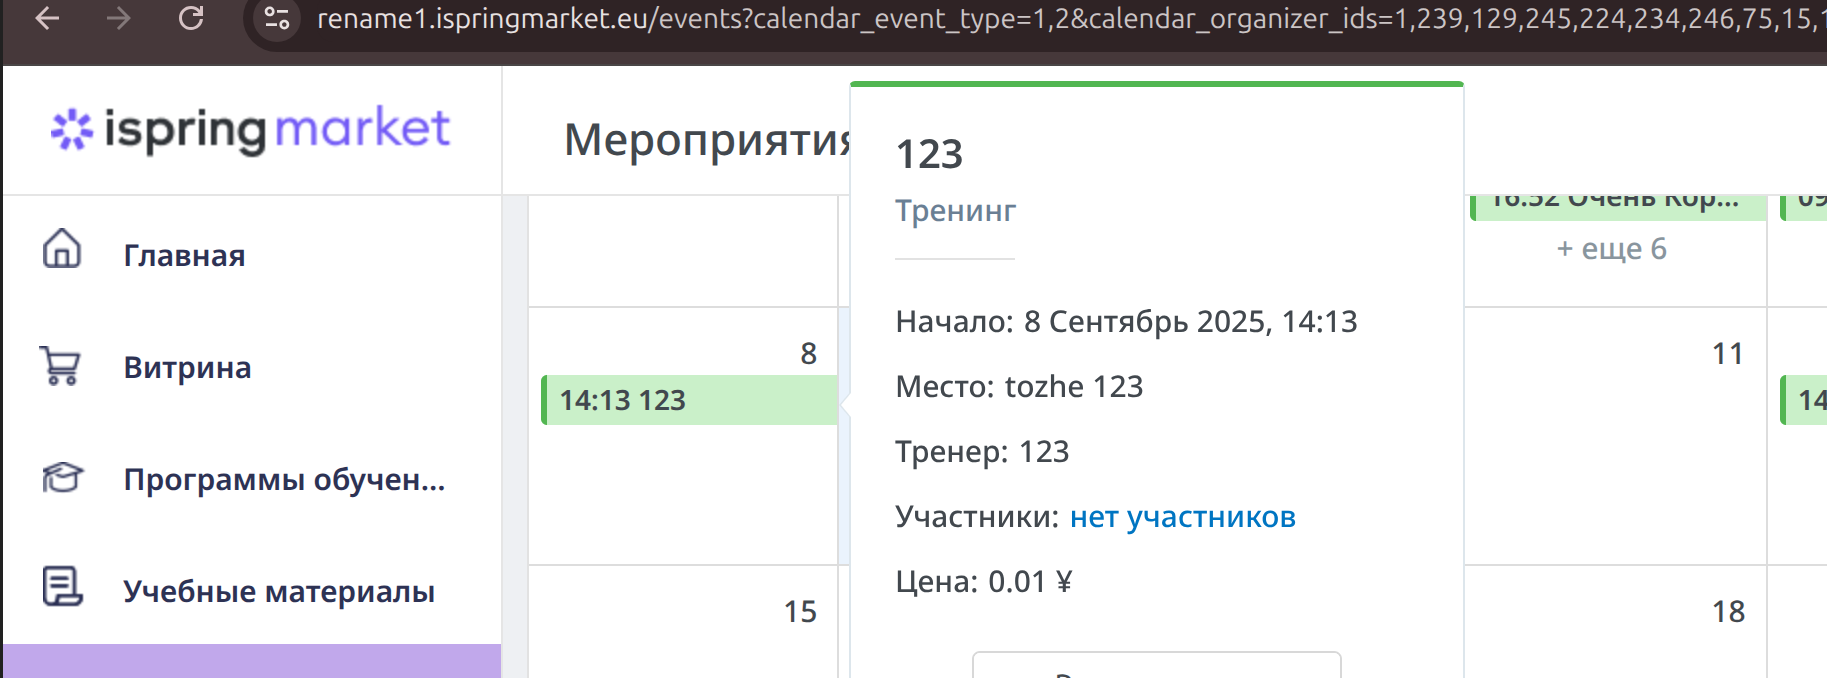 rename1.ispringmarket.eu/events?calendar_event_type=1,2&calendar_organizer_ids=1,239,129,245,224,234,246,75,15,
ispring market
Мероприятия
Главная
Витрина
Программы обучен...
Учебные материалы
123
Тренинг
Начало: 8 Сентябрь 2025, 14:13
Место: tozhe 123
Тренер: 123
Участники: нет участников
Цена: 0.01 ¥
16:52 Очень Кор...
09
+ еще 6
8
14:13 123
11
14
15
18